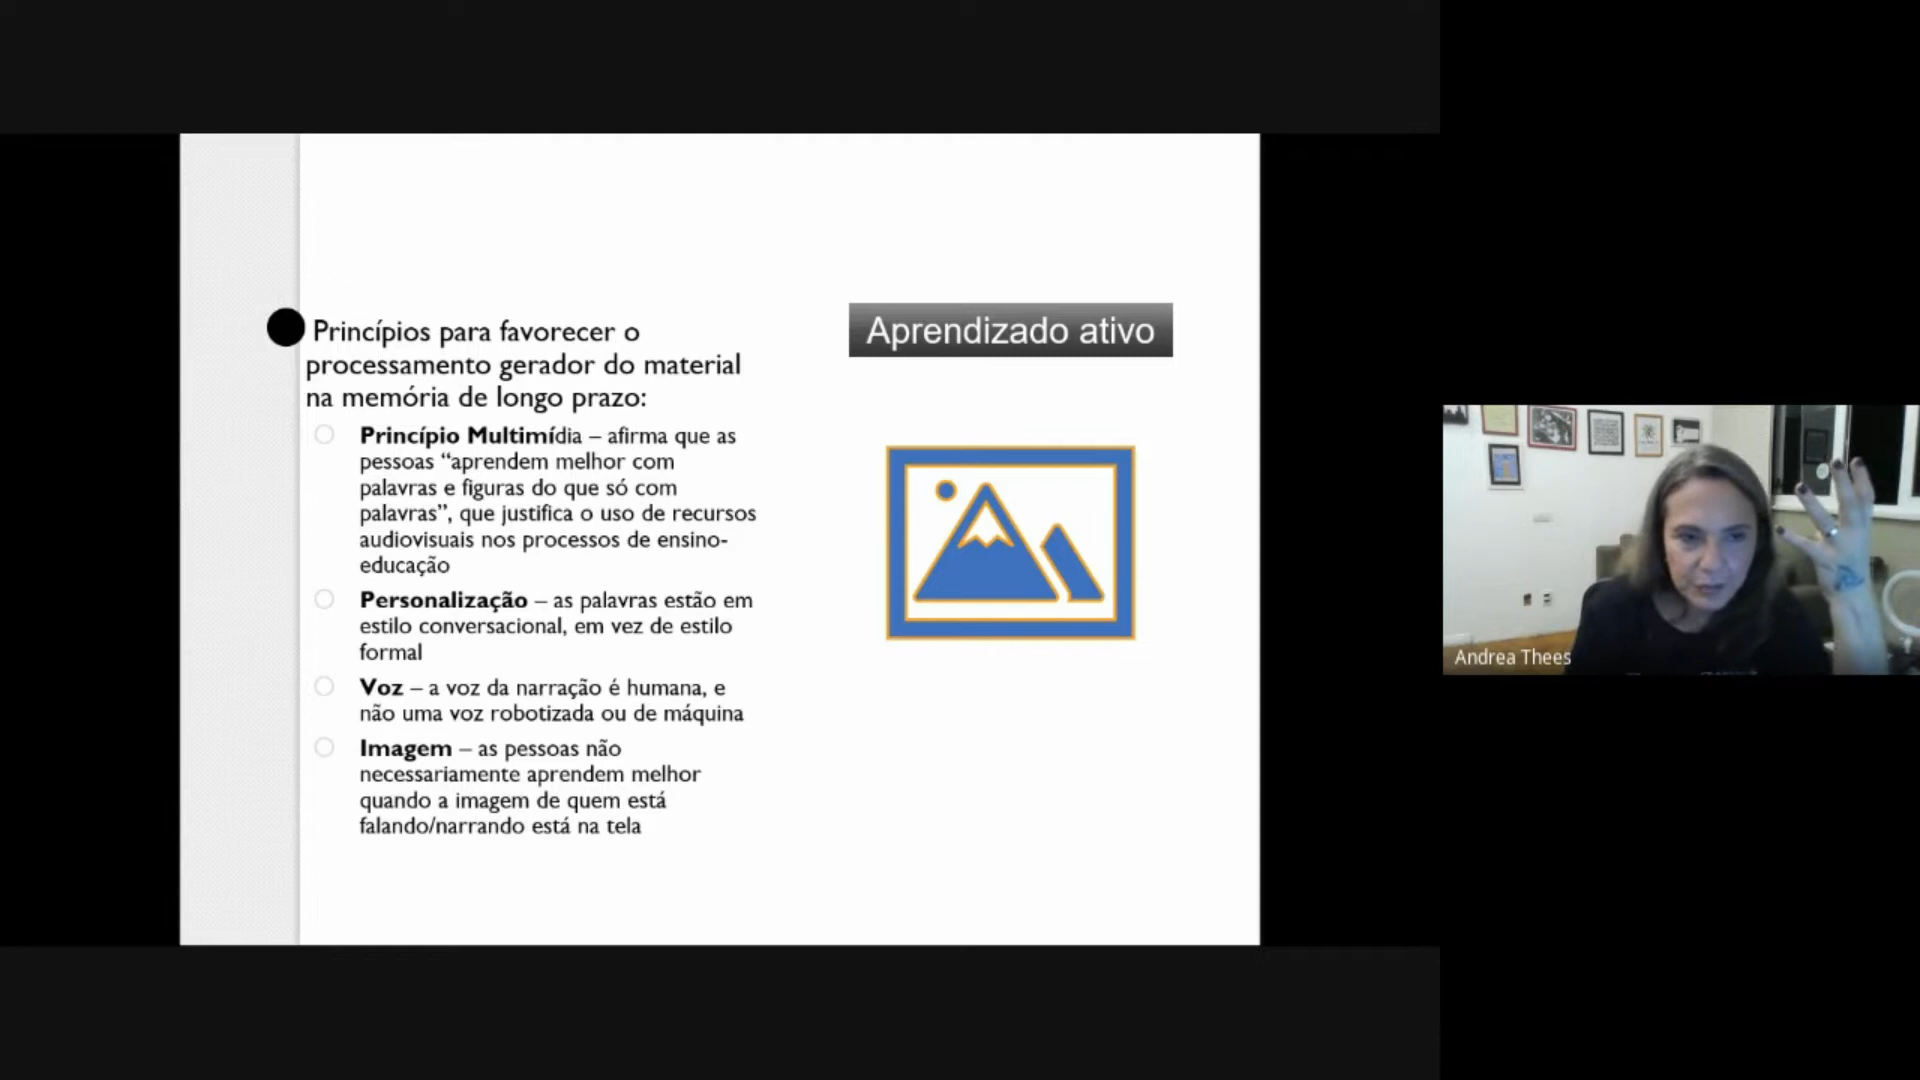 Princípios para favorecer o
processamento gerador do material
na memória de longo prazo:
Princípio Multimídia – afirma que as
pessoas “aprendem melhor com
palavras e figuras do que só com
palavras”, que justifica o uso de recursos
audiovisuais nos processos de ensino-
educação
Personalização – as palavras estão em
estilo conversacional, em vez de estilo
formal
Voz – a voz da narração é humana, e
não uma voz robotizada ou de máquina
Imagem – as pessoas não
necessariamente aprendem melhor
quando a imagem de quem está
falando/narrando está na tela
Aprendizado ativo
Andrea Thees